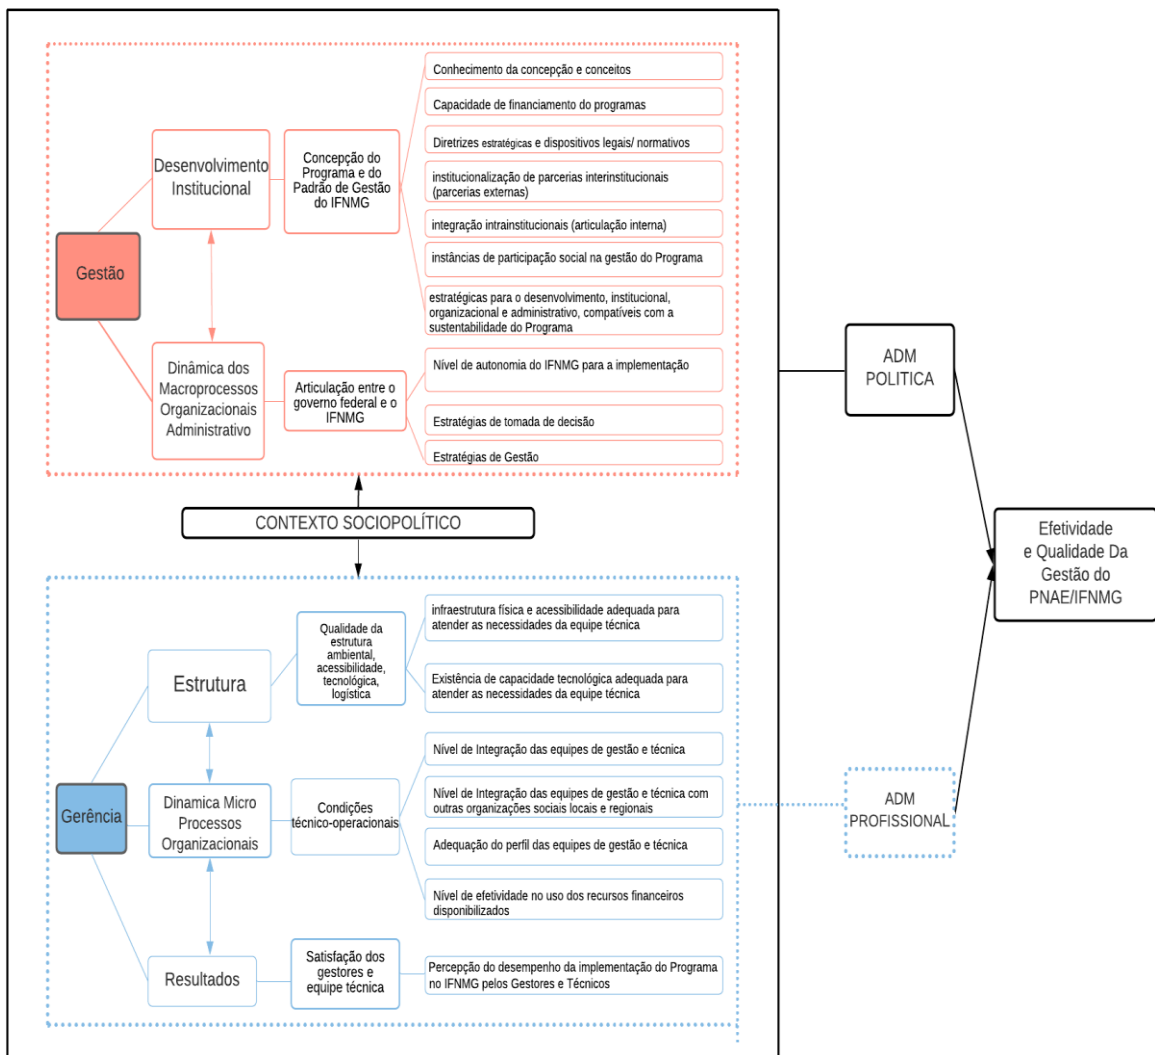 Gestão
Desenvolvimento
Institucional
Concepção do
Programa e do
Padrão de Gestão
do IFNMG
Conhecimento da concepção e conceitos
Capacidade de financiamento do programas
Diretrizes estratégicas e dispositivos legais/ normativos
institucionalização de parcerias interinstitucionais
(parcerias externas)
integração intrainstitucionais (articulação interna)
instâncias de participação social na gestão do Programa
estratégicas para o desenvolvimento, institucional,
organizacional e administrativo, compatíveis com a
sustentabilidade do Programa
Dinâmica dos
Macroprocessos
Organizacionais
Administrativo
Articulação entre o
governo federal e o
IFNMG
Nível de autonomia do IFNMG para a implementação
Estratégias de tomada de decisão
Estratégias de Gestão
CONTEXTO SOCIOPOLÍTICO
Gerência
Estrutura
Qualidade da
estrutura
ambiental,
acessibilidade,
tecnológica,
logística
infraestrutura física e acessibilidade adequada para
atender as necessidades da equipe técnica
Existência de capacidade tecnológica adequada para
atender as necessidades da equipe técnica
Dinamica Micro
Processos
Organizacionais
Condições
técnico-operacionais
Nível de Integração das equipes de gestão e técnica
Nível de Integração das equipes de gestão e técnica com
outras organizações sociais locais e regionais
Adequação do perfil das equipes de gestão e técnica
Nível de efetividade no uso dos recursos financeiros
disponibilizados
Resultados
Satisfação dos
gestores e
equipe técnica
Percepção do desempenho da implementação do Programa
no IFNMG pelos Gestores e Técnicos
ADM
POLITICA
ADM
PROFISSIONAL
Efetividade
e Qualidade Da
Gestão do
PNAE/IFNMG